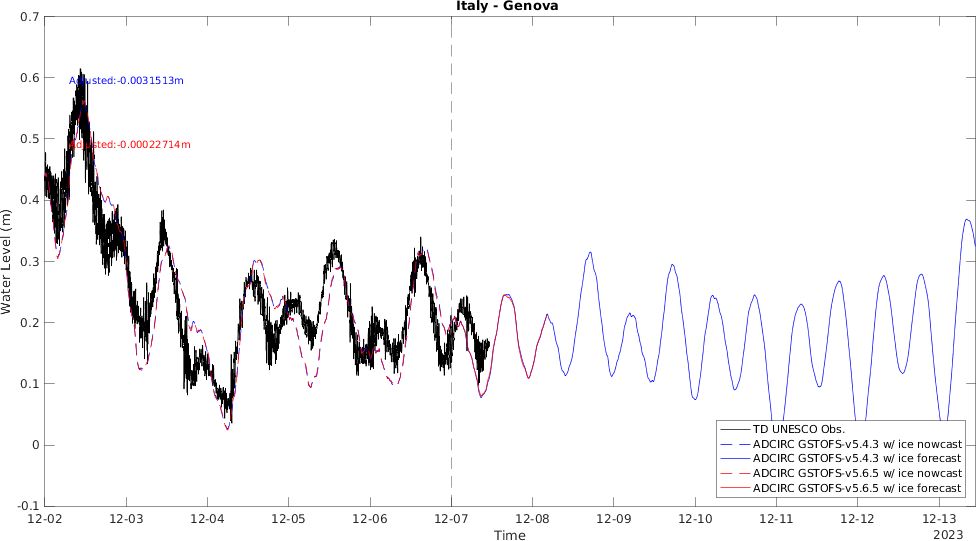 Italy - Genova
0.7
0.6
0.5
0.4
0.3
0.2
0.1
0
-0.1
Water Level (m)
Adjusted:-0.0031513m
Adjusted:-0.00022714m
TD UNESCO Obs.
ADCIRC GSTOFS-v5.4.3 w/ ice nowcast
ADCIRC GSTOFS-v5.4.3 w/ ice forecast
ADCIRC GSTOFS-v5.6.5 w/ ice nowcast
ADCIRC GSTOFS-v5.6.5 w/ ice forecast
12-02 12-03 12-04 12-05 12-06 12-07 12-08 12-09 12-10 12-11 12-12 12-13
Time
2023